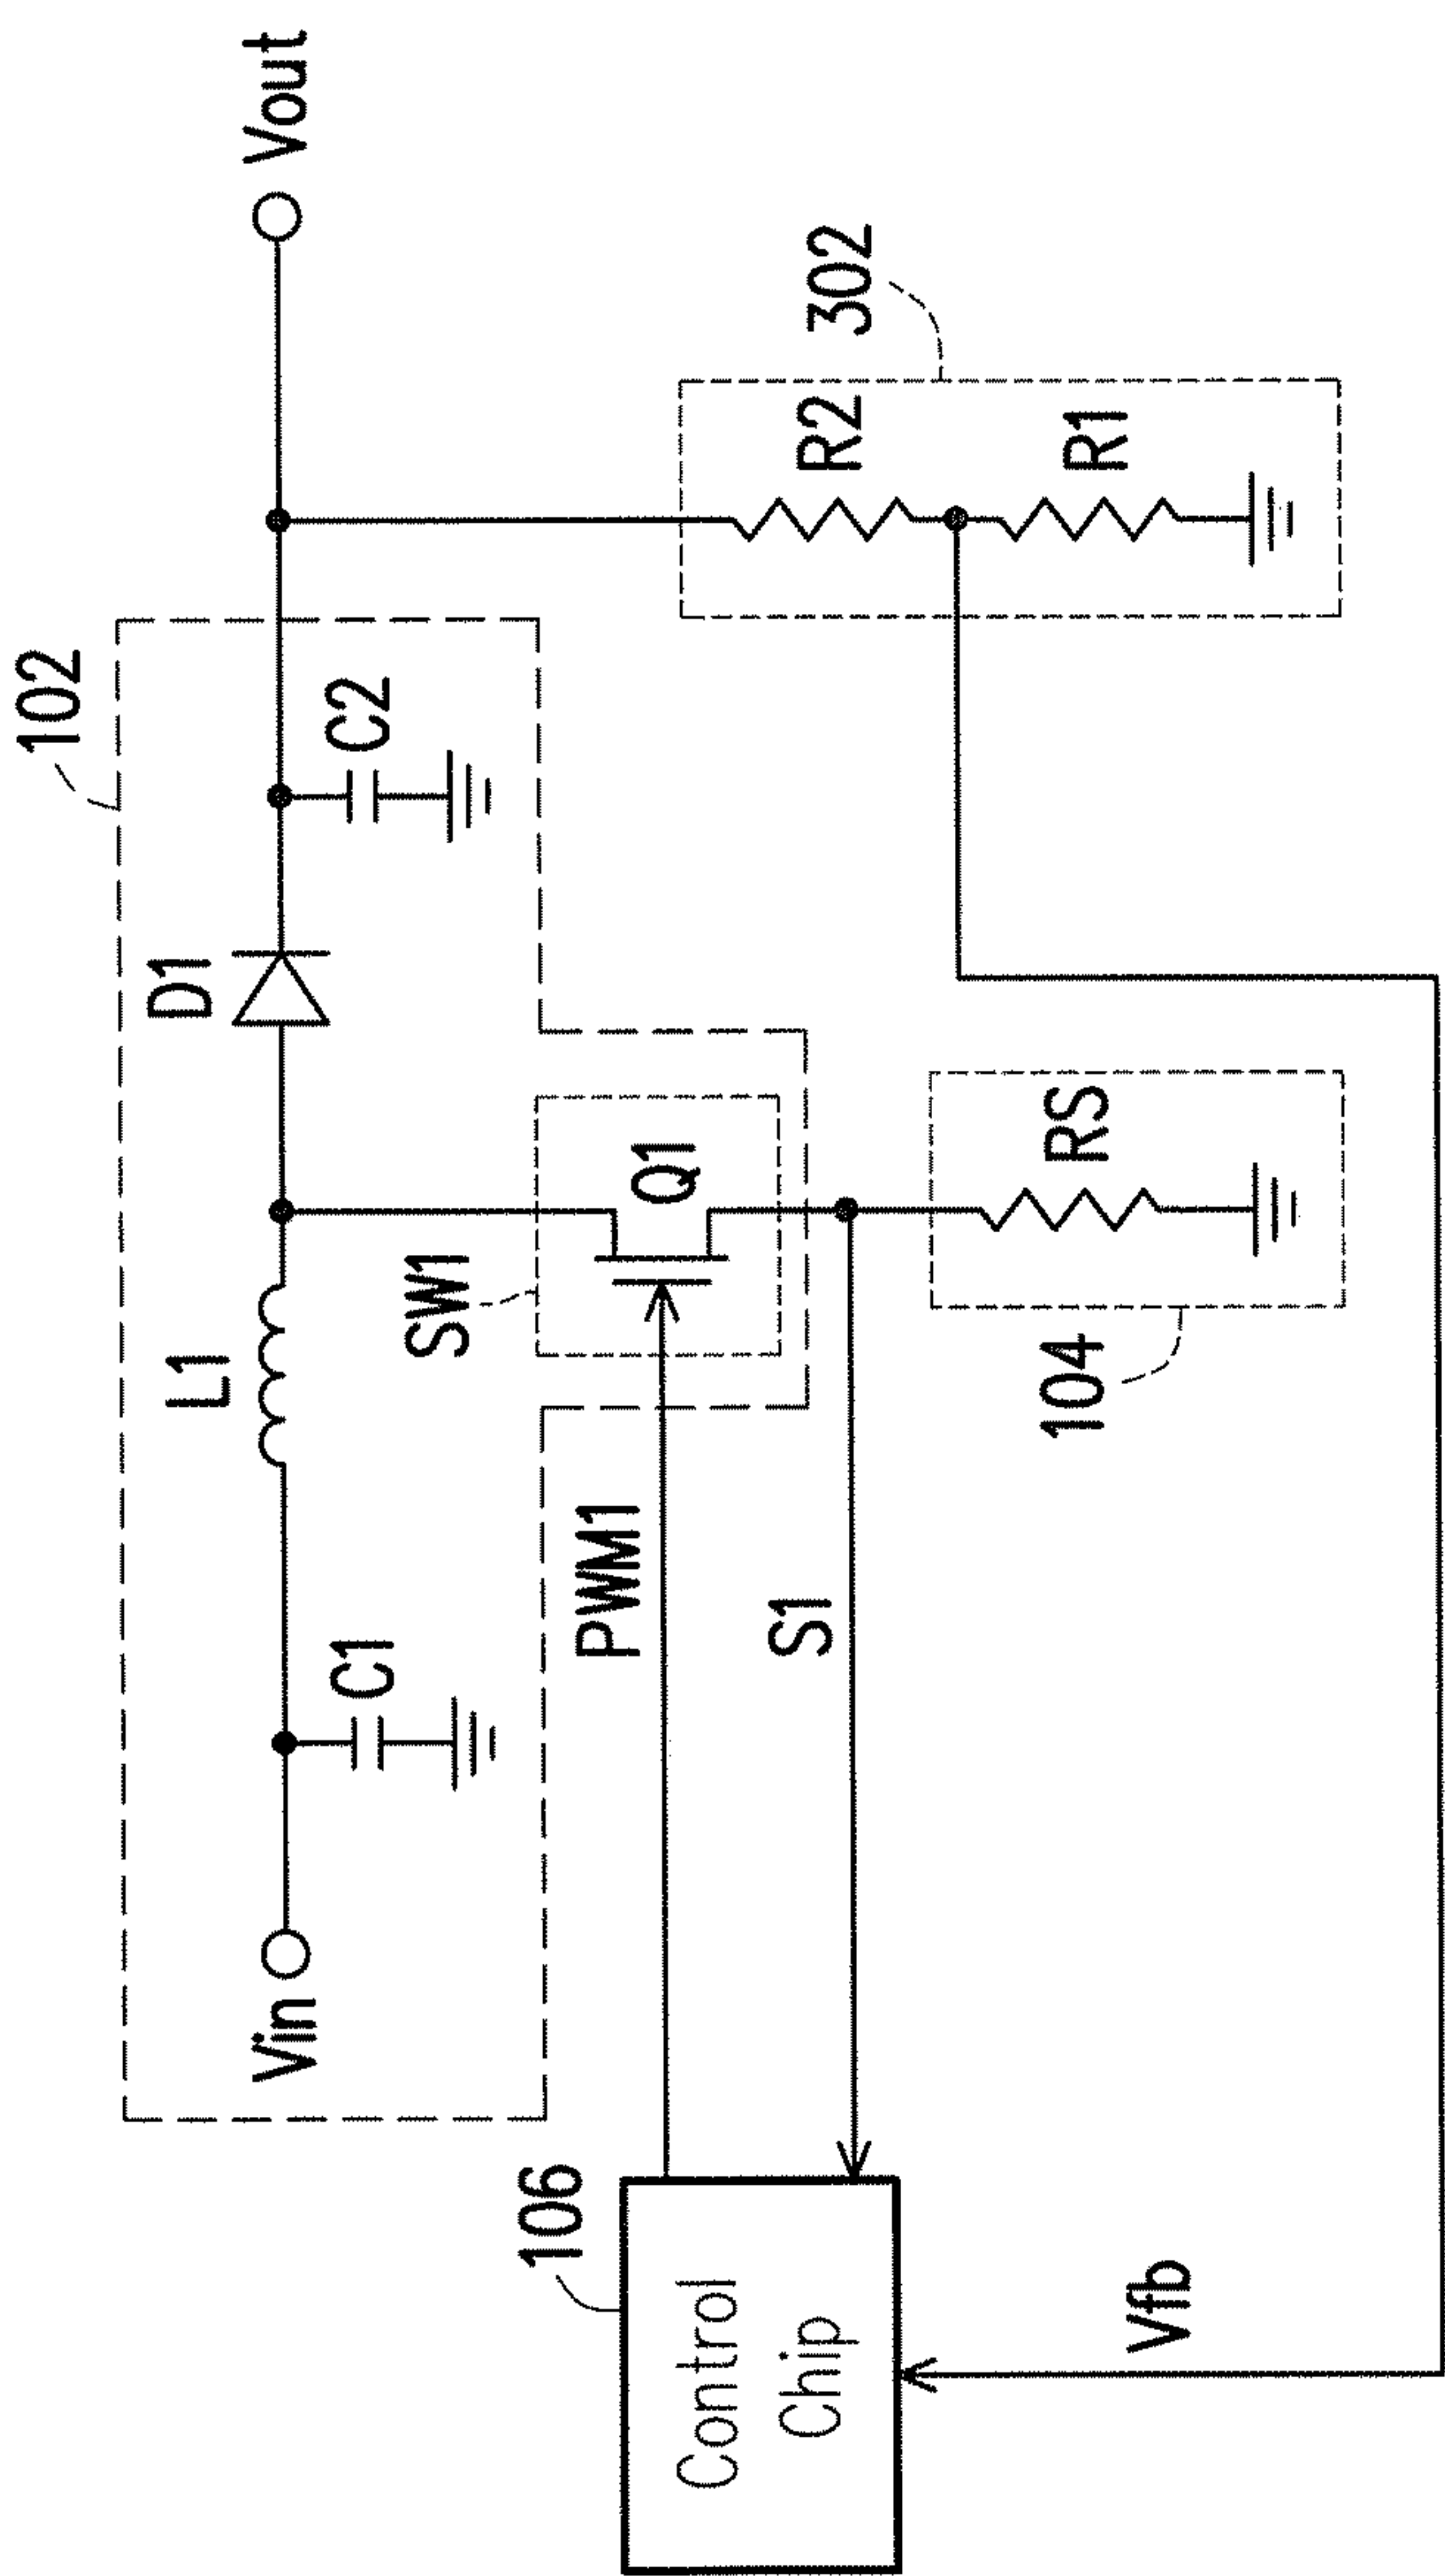 102
L1
D1
Vin
Vout
C1
C2
SW1
Q1
106
PWM1
Control
Chip
S1
302
R2
R1
RS
104
Vfb